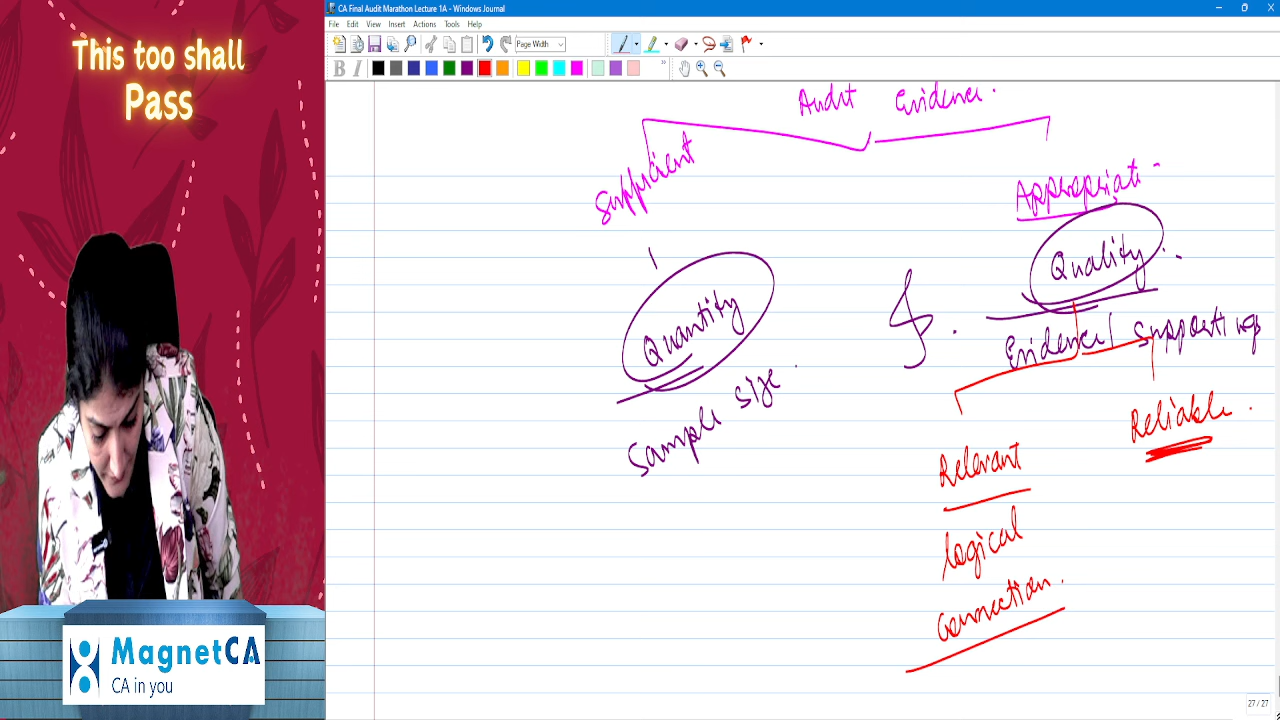 This too shall
Pass
MagnetCA
CA in you
CA Final Audit Marathon Lecture 1A - Windows Journal
File Edit View Insert Actions Tools Help
Page Width
B I
Audit Evidence.
Sufficient
Appropriate
Quantity
Quality
Sample size
Evidence supporting
Relevant
Reliable
logical
connection.
27 / 27